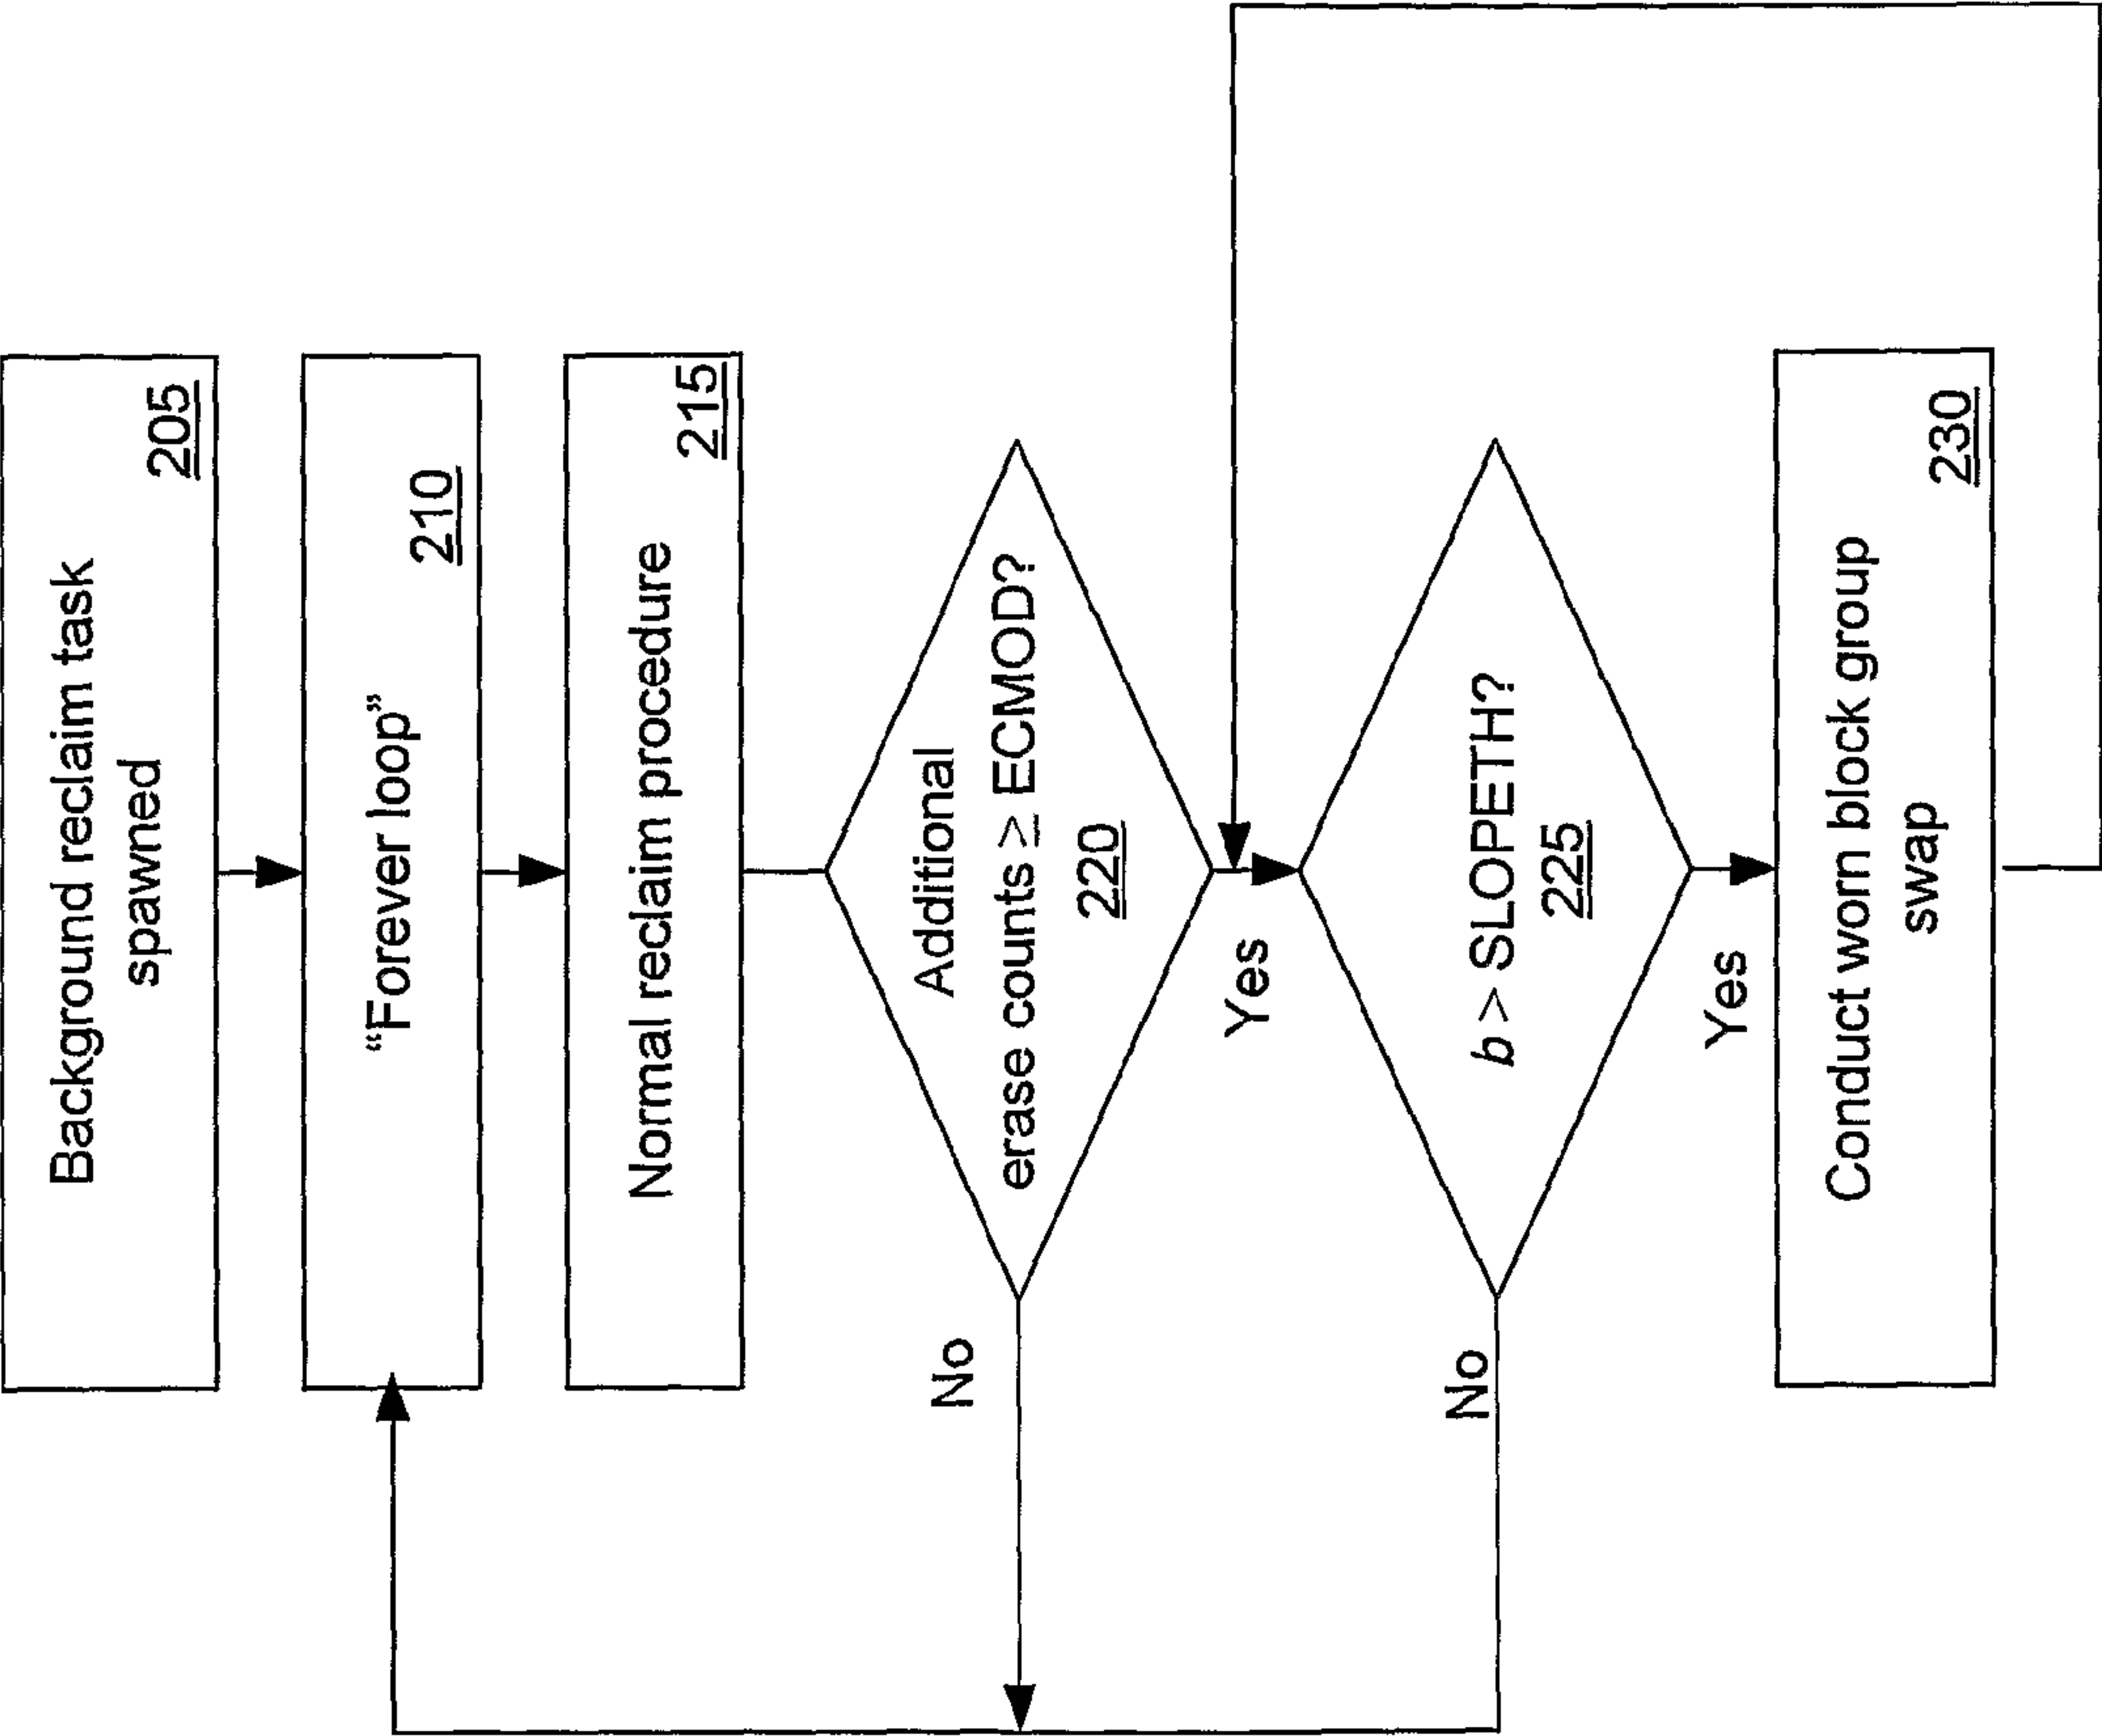 Background reclaim task
spawned
205
“Forever loop”
210
Normal reclaim procedure
215
Additional
erase counts ≥ ECMOD?
220
No
Yes
b > SLOPETH?
225
No
Yes
Conduct worn block group
swap
230